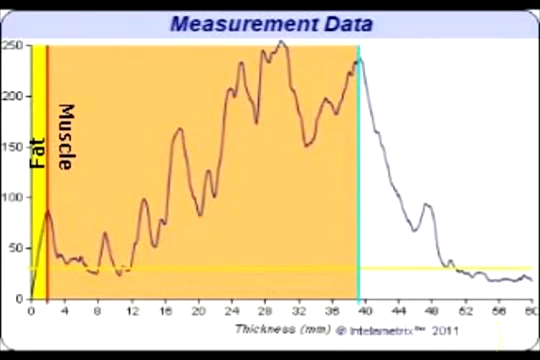 Measurement Data
250
200
150
100
50
0
Fat
Muscle
0 4 8 12 16 20 24 28 32 36 40 44 48 52 56 60
Thickness (mm) @ Intelametrix™ 2011